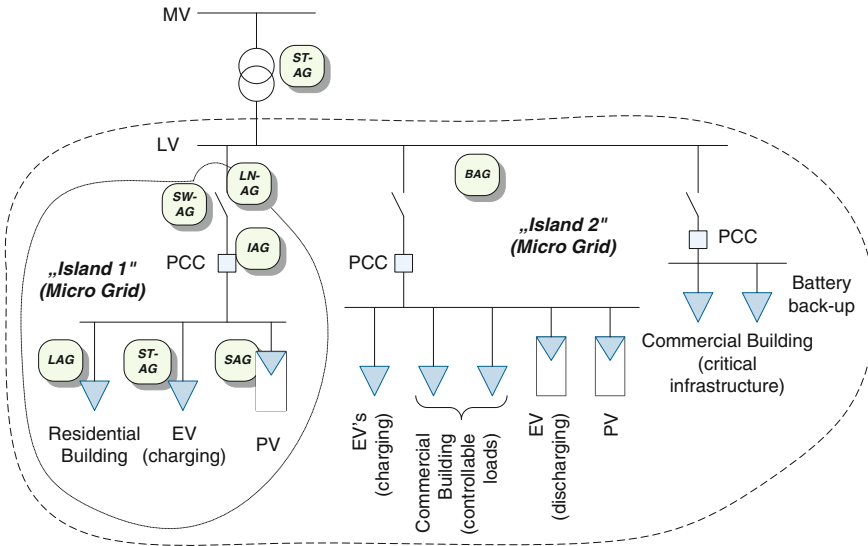 MV
ST-
AG
LV
LN-
AG
SW-
AG
BAG
„Island 1"
(Micro Grid)
PCC
IAG
„Island 2"
(Micro Grid)
PCC
PCC
Battery
back-up
Commercial Building
(critical
infrastructure)
LAG
ST-
AG
SAG
Residential
Building
EV
(charging)
PV
EV's
(charging)
Commercial
Building
(controllable
loads)
EV
(discharging)
PV